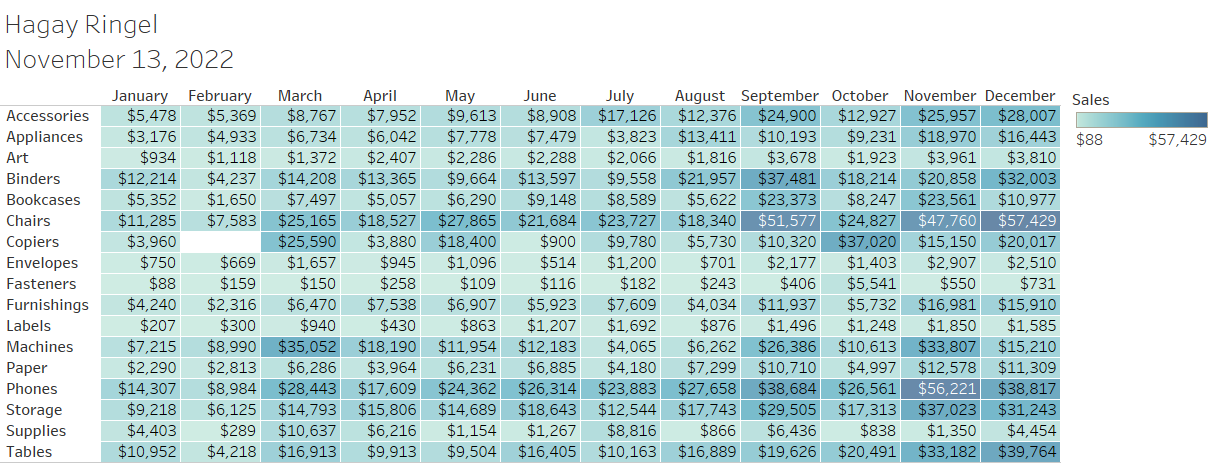 Hagay Ringel
November 13, 2022
January February March April May June July August September October November December Sales
Accessories $5,478 $5,369 $8,767 $7,952 $9,613 $8,908 $17,126 $12,376 $24,900 $12,927 $25,957 $28,007
Appliances $3,176 $4,933 $6,734 $6,042 $7,778 $7,479 $3,823 $13,411 $10,193 $9,231 $18,970 $16,443 $88 $57,429
Art $934 $1,118 $1,372 $2,407 $2,286 $2,288 $2,066 $1,816 $3,678 $1,923 $3,961 $3,810
Binders $12,214 $4,237 $14,208 $13,365 $9,664 $13,597 $9,558 $21,957 $37,481 $18,214 $20,858 $32,003
Bookcases $5,352 $1,650 $7,497 $5,057 $6,290 $9,148 $8,589 $5,622 $23,373 $8,247 $23,561 $10,977
Chairs $11,285 $7,583 $25,165 $18,527 $27,865 $21,684 $23,727 $18,340 $51,577 $24,827 $47,760 $57,429
Copiers $3,960 $25,590 $3,880 $18,400 $900 $9,780 $5,730 $10,320 $37,020 $15,150 $20,017
Envelopes $750 $669 $1,657 $945 $1,096 $514 $1,200 $701 $2,177 $1,403 $2,907 $2,510
Fasteners $88 $159 $150 $258 $109 $116 $182 $243 $406 $5,541 $550 $731
Furnishings $4,240 $2,316 $6,470 $7,538 $6,907 $5,923 $7,609 $4,034 $11,937 $5,732 $16,981 $15,910
Labels $207 $300 $940 $430 $863 $1,207 $1,692 $876 $1,496 $1,248 $1,850 $1,585
Machines $7,215 $8,990 $35,052 $18,190 $11,954 $12,183 $4,065 $6,262 $26,386 $10,613 $33,807 $15,210
Paper $2,290 $2,813 $6,286 $3,964 $6,231 $6,885 $4,180 $7,299 $10,710 $4,997 $12,578 $11,309
Phones $14,307 $8,984 $28,443 $17,609 $24,362 $26,314 $23,883 $27,658 $38,684 $26,561 $56,221 $38,817
Storage $9,218 $6,125 $14,793 $15,806 $14,689 $18,643 $12,544 $17,743 $29,505 $17,313 $37,023 $31,243
Supplies $4,403 $289 $10,637 $6,216 $1,154 $1,267 $8,816 $866 $6,436 $838 $1,350 $4,454
Tables $10,952 $4,218 $16,913 $9,913 $9,504 $16,405 $10,163 $16,889 $19,626 $20,491 $33,182 $39,764